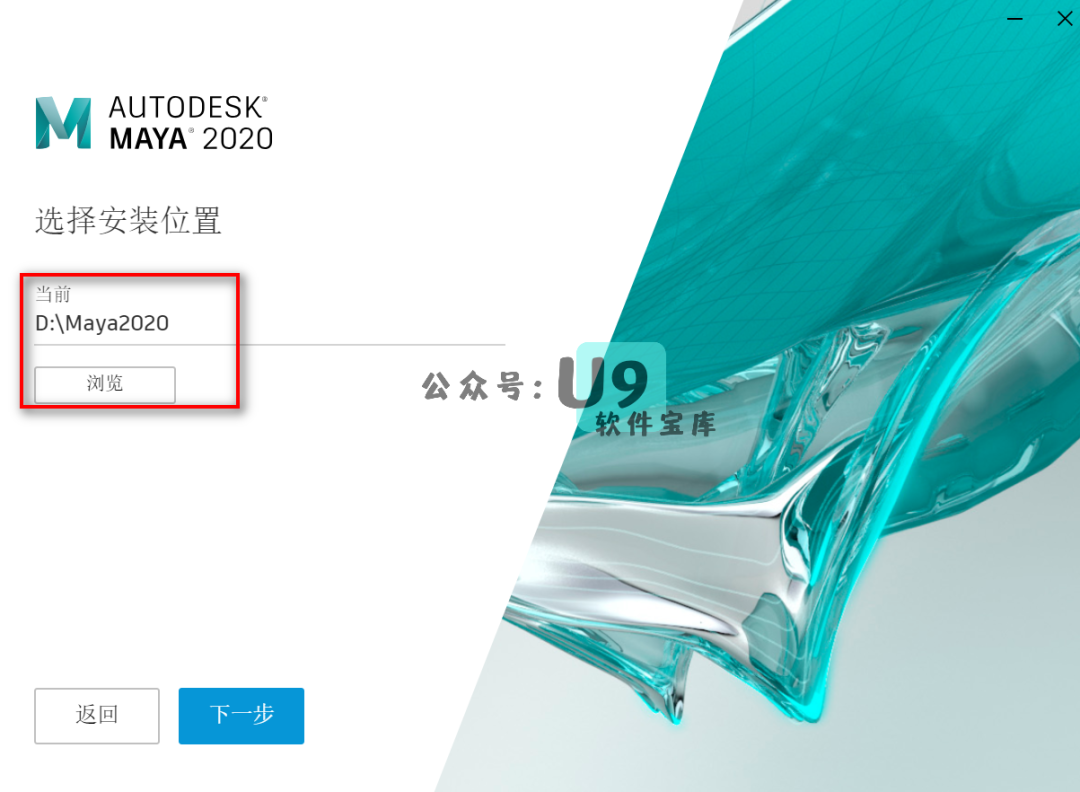 AUTODESK®
MAYA® 2020
选择安装位置
当前
D:\Maya2020
浏览
公众号: U9
软件宝库
返回
下一步